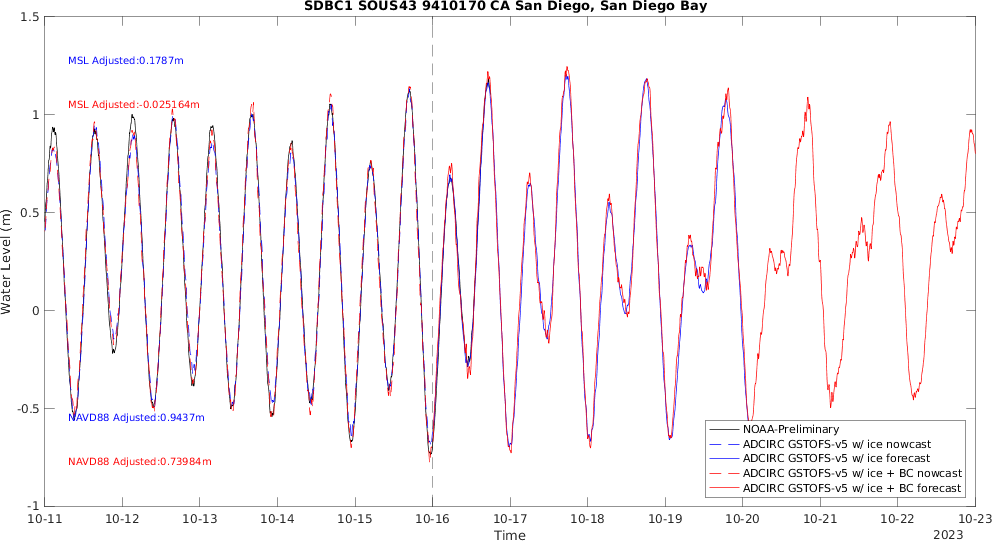 SDBC1 SOUS43 9410170 CA San Diego, San Diego Bay
1.5
1
0.5
0
-0.5
-1
Water Level (m)
MSL Adjusted:0.1787m
MSL Adjusted:-0.025164m
NAVD88 Adjusted:0.9437m
NAVD88 Adjusted:0.73984m
NOAA-Preliminary
ADCIRC GSTOFS-v5 w/ ice nowcast
ADCIRC GSTOFS-v5 w/ ice forecast
ADCIRC GSTOFS-v5 w/ ice + BC nowcast
ADCIRC GSTOFS-v5 w/ ice + BC forecast
10-11 10-12 10-13 10-14 10-15 10-16 10-17 10-18 10-19 10-20 10-21 10-22 10-23
Time
2023